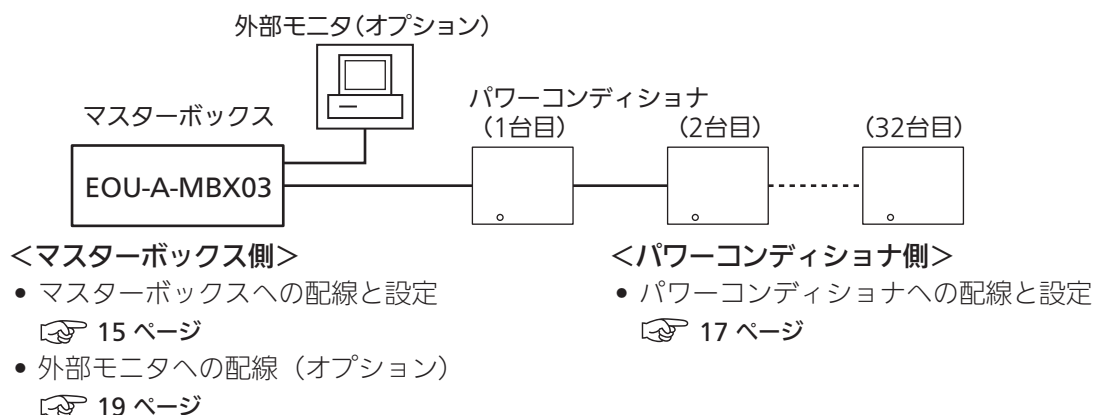 外部モニタ（オプション）
マスターボックス
EOU-A-MBX03
パワーコンディショナ
（1台目）
（2台目）
（32台目）
＜マスターボックス側＞
• マスターボックスへの配線と設定
☞ 15 ページ
• 外部モニタへの配線（オプション）
☞ 19 ページ
＜パワーコンディショナ側＞
• パワーコンディショナへの配線と設定
☞ 17 ページ